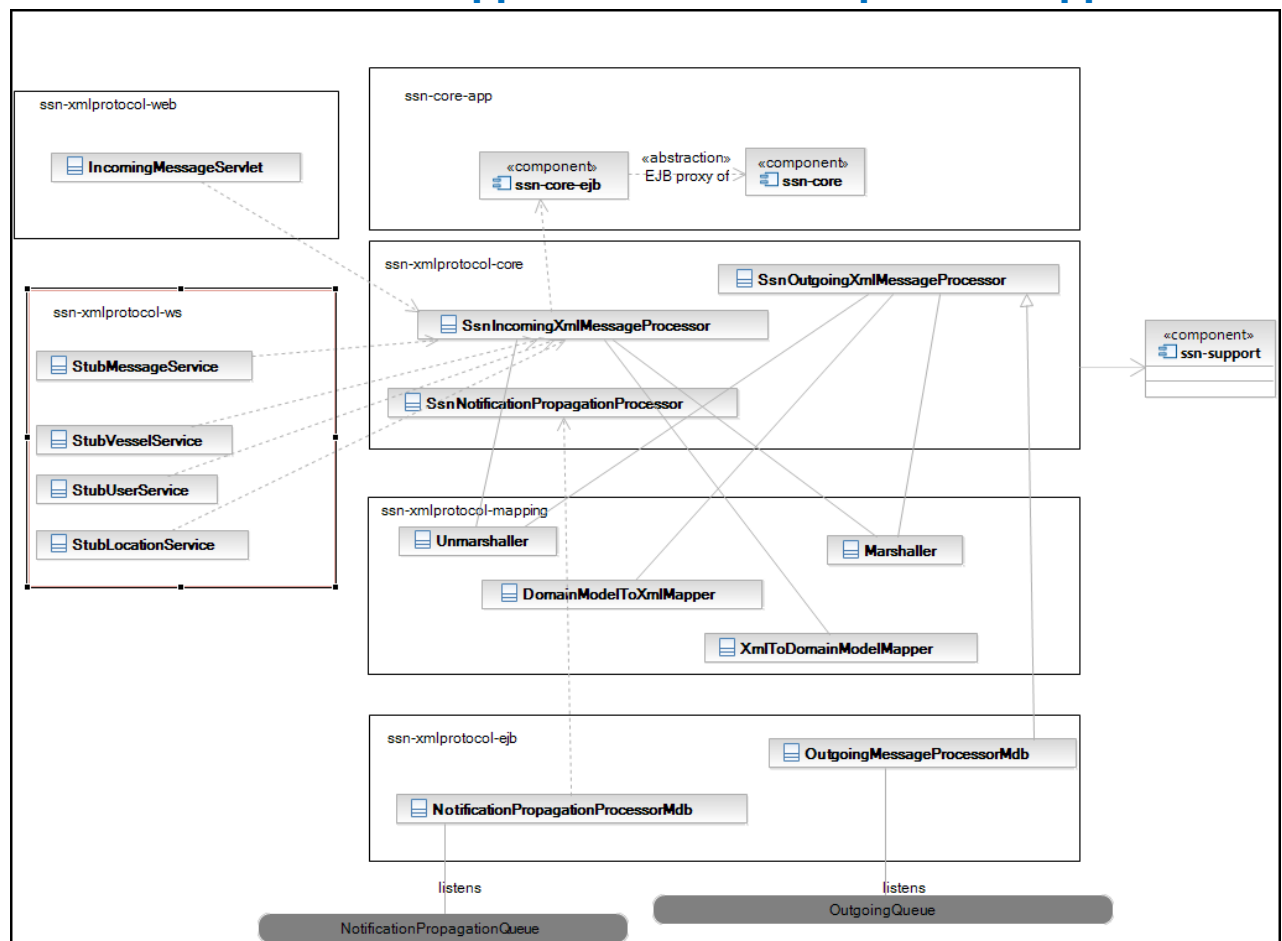 ssn-xmlprotocol-web
IncomingMessageServlet
ssn-core-app
«component»
ssn-core-ejb
«abstraction»
EJB proxy of
«component»
ssn-core
ssn-xmlprotocol-core
SsnOutgoingXmlMessageProcessor
SsnIncomingXmlMessageProcessor
SsnNotificationPropagationProcessor
«component»
ssn-support
ssn-xmlprotocol-ws
StubMessageService
StubVesselService
StubUserService
StubLocationService
ssn-xmlprotocol-mapping
Unmarshaller
Marshaller
DomainModelToXmlMapper
XmlToDomainModelMapper
ssn-xmlprotocol-ejb
OutgoingMessageProcessorMdb
NotificationPropagationProcessorMdb
listens
listens
NotificationPropagationQueue
OutgoingQueue